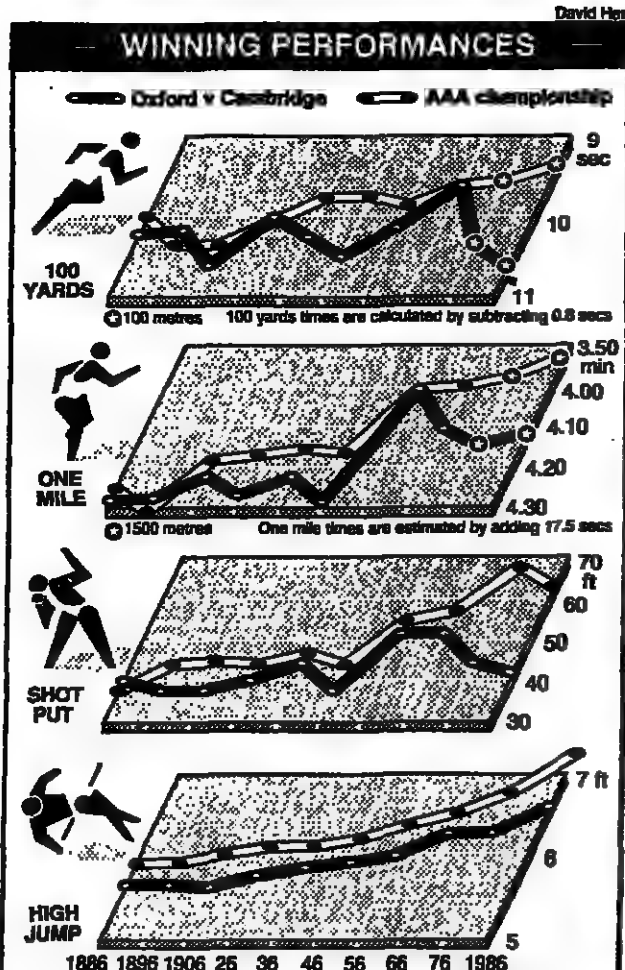 David
WINNING PERFORMANCES
Oxford v Cambridge AAA championship
9
sec
10
11
100
YARDS
100 metres 100 yards times are calculated by subtracting 0.8 secs
3.50
min
4.00
4.10
4.20
4.30
ONE
MILE
1500 metres One mile times are estimated by adding 17.5 secs
70
ft
60
50
40
30
SHOT
PUT
7 ft
6
5
HIGH
JUMP
1886 1896 1906 26 36 46 56 66 76 1986